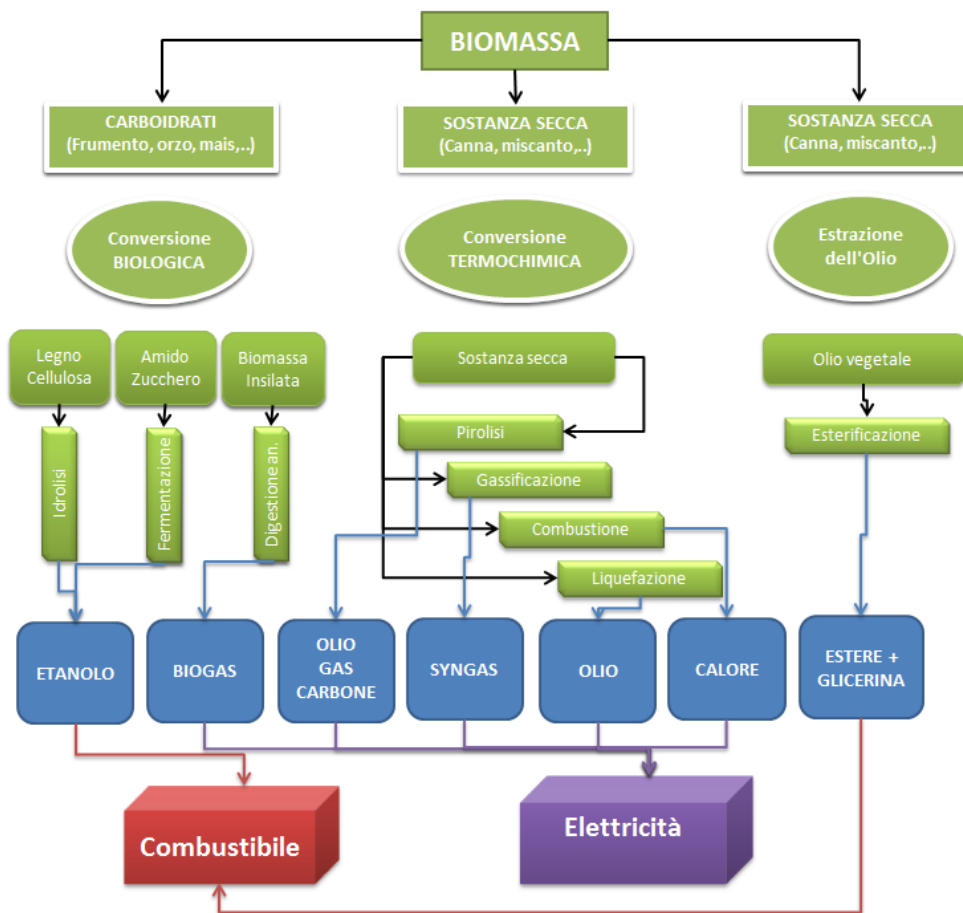 BIOMASSA
CARBOIDRATI
(Frumento, orzo, mais,..)
SOSTANZA SECCA
(Canna, miscanto,..)
SOSTANZA SECCA
(Canna, miscanto,..)
Conversione
BIOLOGICA
Conversione
TERMOCHIMICA
Estrazione
dell'Olio
Legno
Cellulosa
Amido
Zucchero
Biomassa
Insilata
Sostanza secca
Olio vegetale
Idrolisi
Fermentazione
Digestione an.
Pirolisi
Gassificazione
Combustione
Liquefazione
Esterificazione
ETANOLO
BIOGAS
OLIO
GAS
CARBONE
SYNGAS
OLIO
CALORE
ESTERE +
GLICERINA
Combustibile
Elettricità